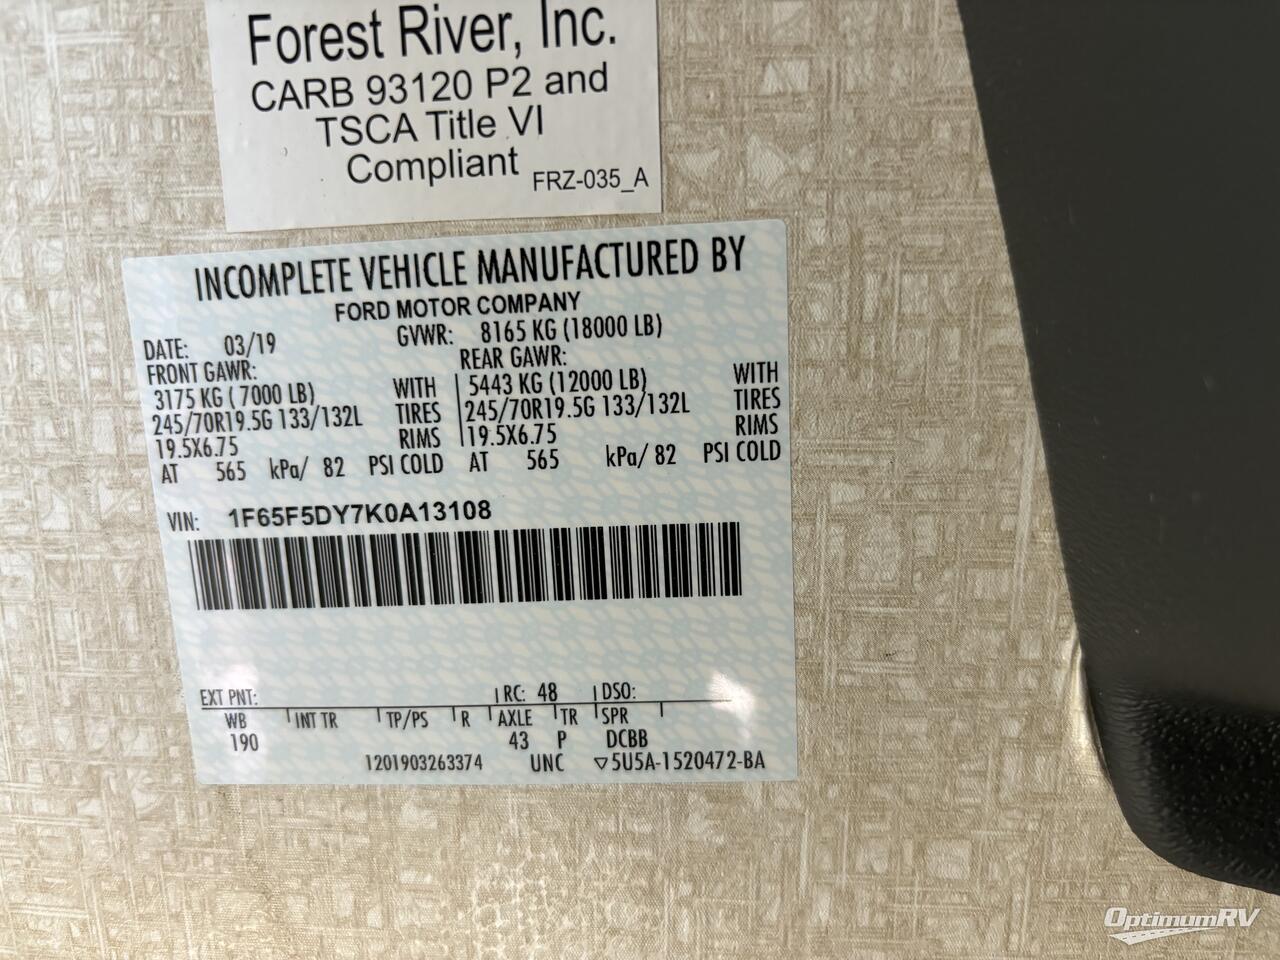 Forest River, Inc.
CARB 93120 P2 and
TSCA Title VI
Compliant
FRZ-035_A
INCOMPLETE VEHICLE MANUFACTURED BY
FORD MOTOR COMPANY
DATE: 03/19 GVWR: 8165 KG (18000 LB)
FRONT GAWR: REAR GAWR:
3175 KG ( 7000 LB) WITH 5443 KG (12000 LB) WITH
245/70R19.5G 133/132L TIRES 245/70R19.5G 133/132L TIRES
19.5X6.75 RIMS 19.5X6.75 RIMS
AT 565 kPa/ 82 PSI COLD AT 565 kPa/ 82 PSI COLD
VIN: 1F65F5DY7K0A13108
EXT PNT: RC: 48 DSO:
WB INT TR TP/PS R AXLE TR SPR
190 43 P DCBB
1201903263374 UNC ▽5U5A-1520472-BA
OptimumRV